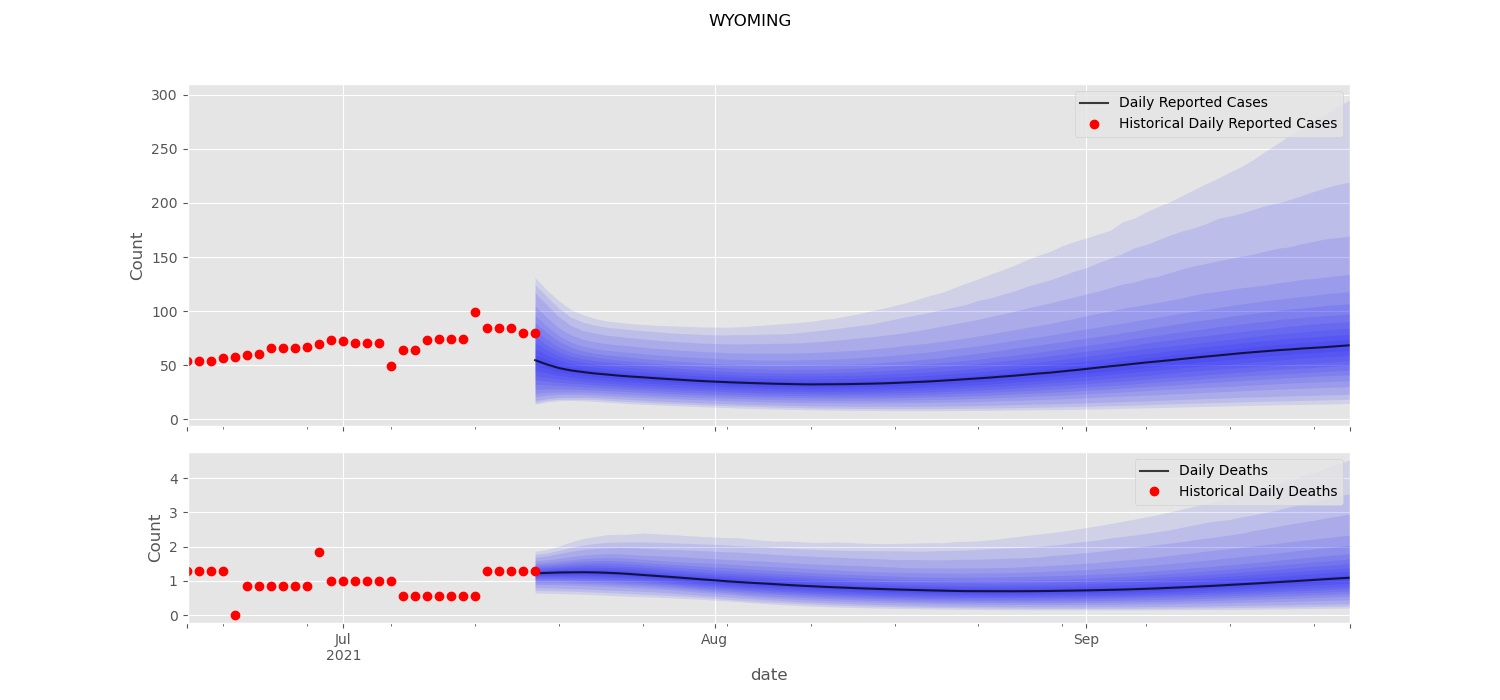 WYOMING
300
250
200
150
100
50
0
Count
Daily Reported Cases
Historical Daily Reported Cases
4
3
2
1
0
Count
Daily Deaths
Historical Daily Deaths
Jul
2021
Aug
Sep
date